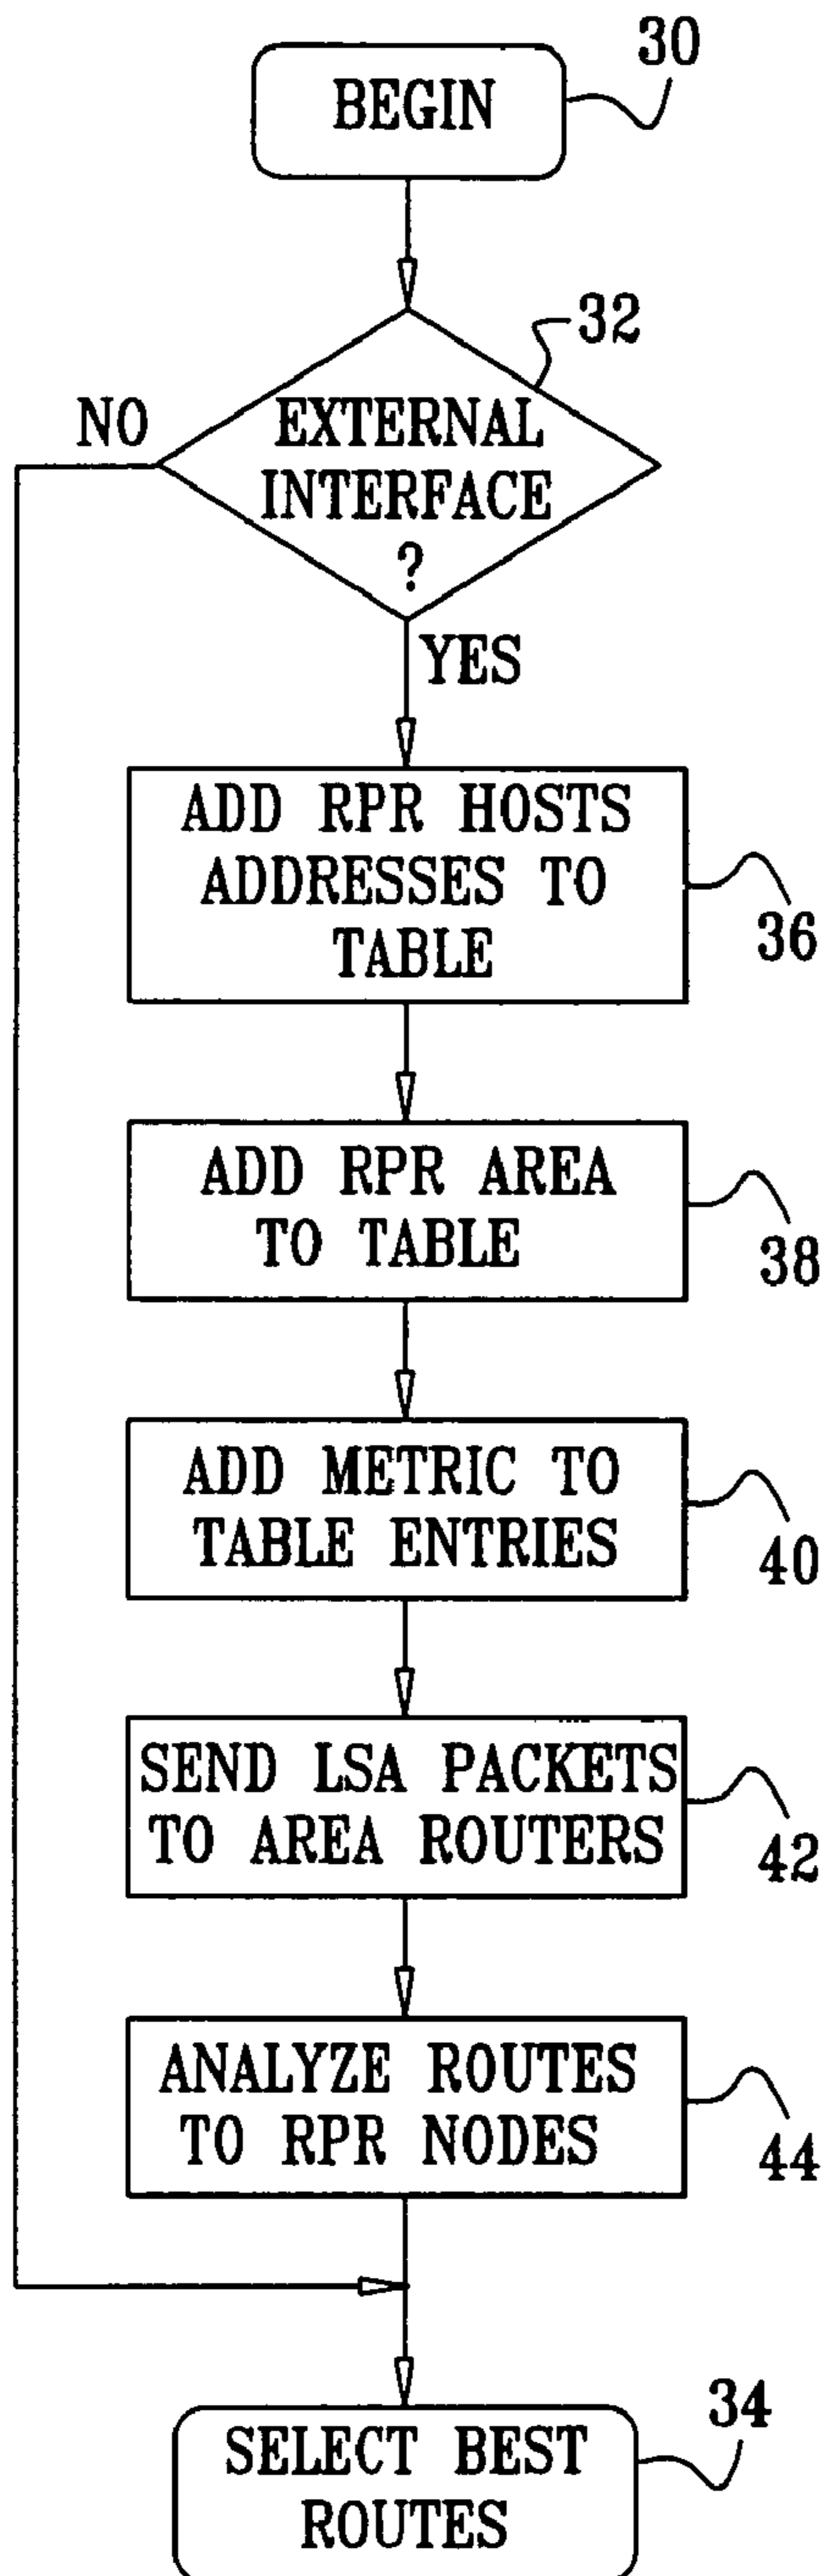 30
BEGIN
32
NO
EXTERNAL
INTERFACE
?
YES
ADD RPR HOSTS
ADDRESSES TO
TABLE
36
ADD RPR AREA
TO TABLE
38
ADD METRIC TO
TABLE ENTRIES
40
SEND LSA PACKETS
TO AREA ROUTERS
42
ANALYZE ROUTES
TO RPR NODES
44
34
SELECT BEST
ROUTES